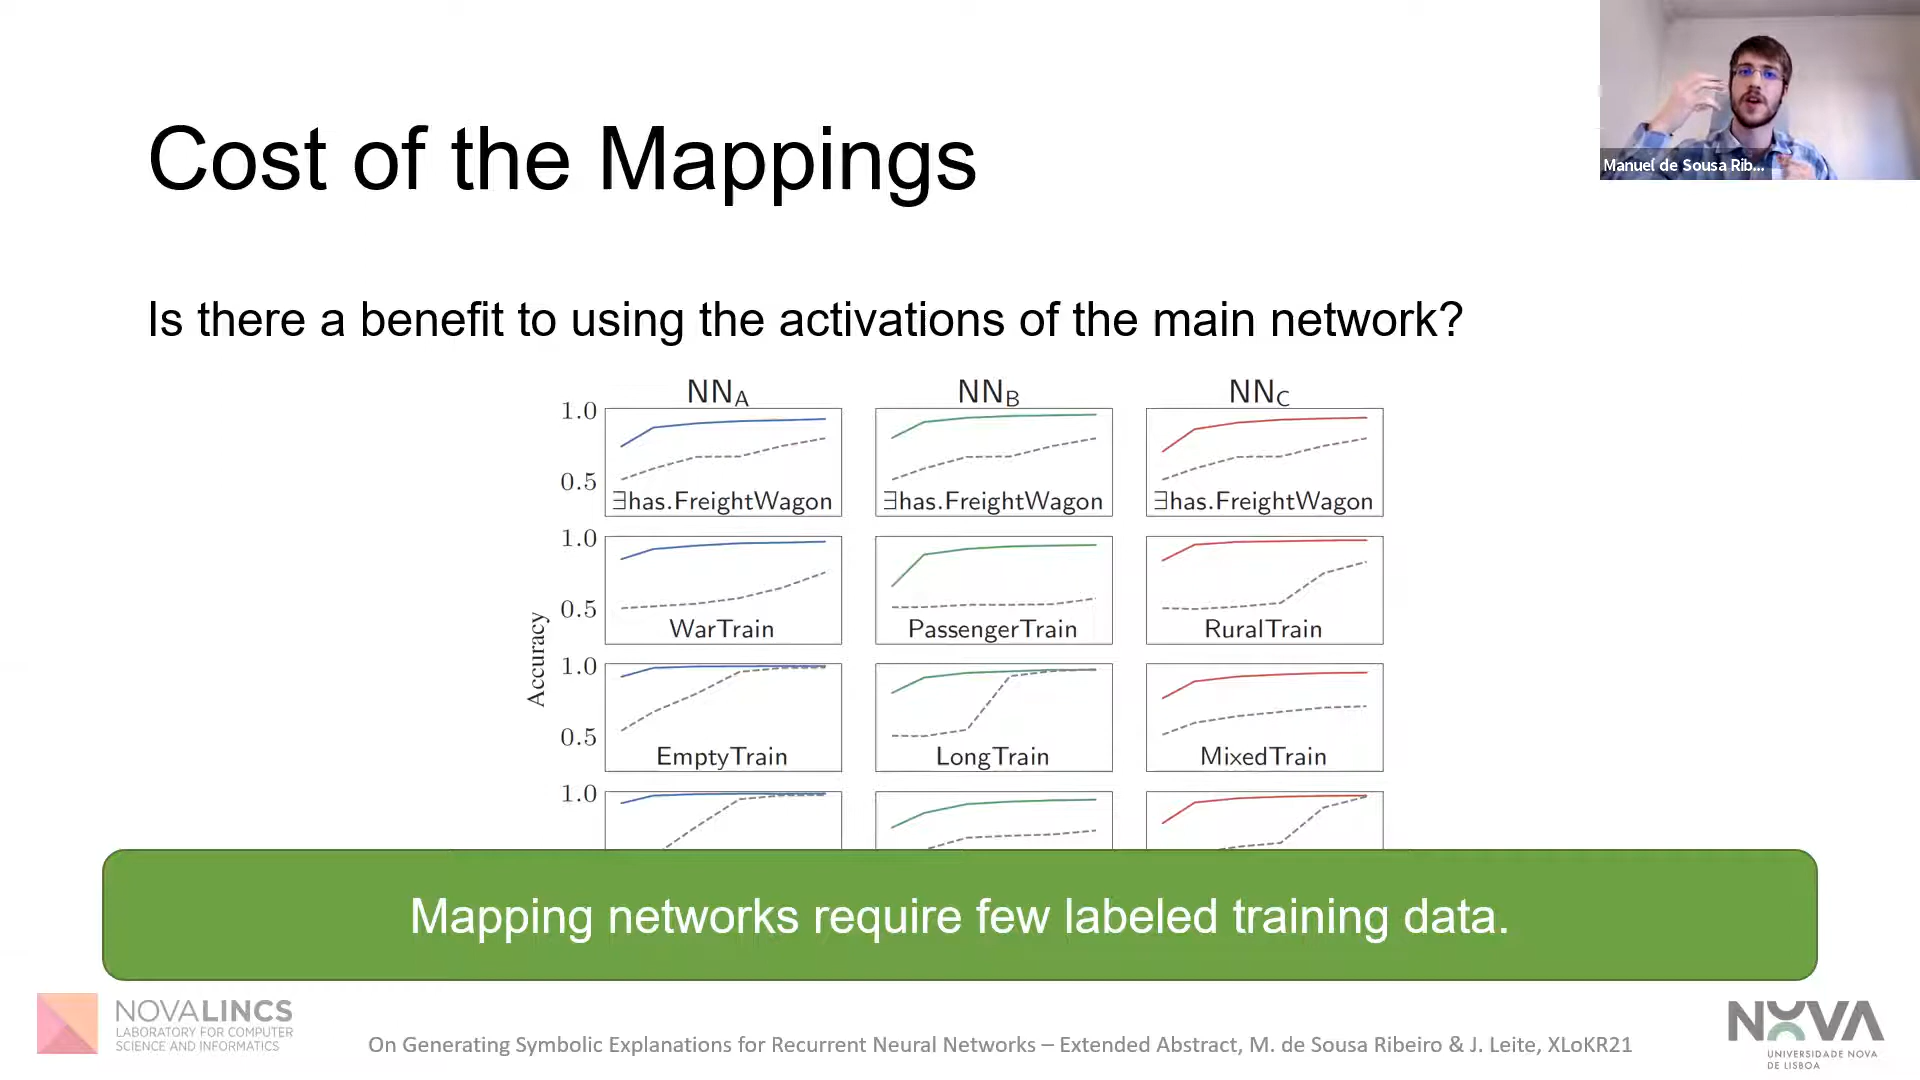 Manuel de Sousa Rib...
Cost of the Mappings
Is there a benefit to using the activations of the main network?
NNA NNB NNC
1.0
0.5
∃has.FreightWagon ∃has.FreightWagon ∃has.FreightWagon
1.0
0.5
WarTrain PassengerTrain RuralTrain
Accuracy
1.0
0.5
EmptyTrain LongTrain MixedTrain
1.0
Mapping networks require few labeled training data.
NOVALINCS
LABORATORY FOR COMPUTER
SCIENCE AND INFORMATICS
On Generating Symbolic Explanations for Recurrent Neural Networks – Extended Abstract, M. de Sousa Ribeiro & J. Leite, XLoKR21
NOVA
UNIVERSIDADE NOVA
DE LISBOA